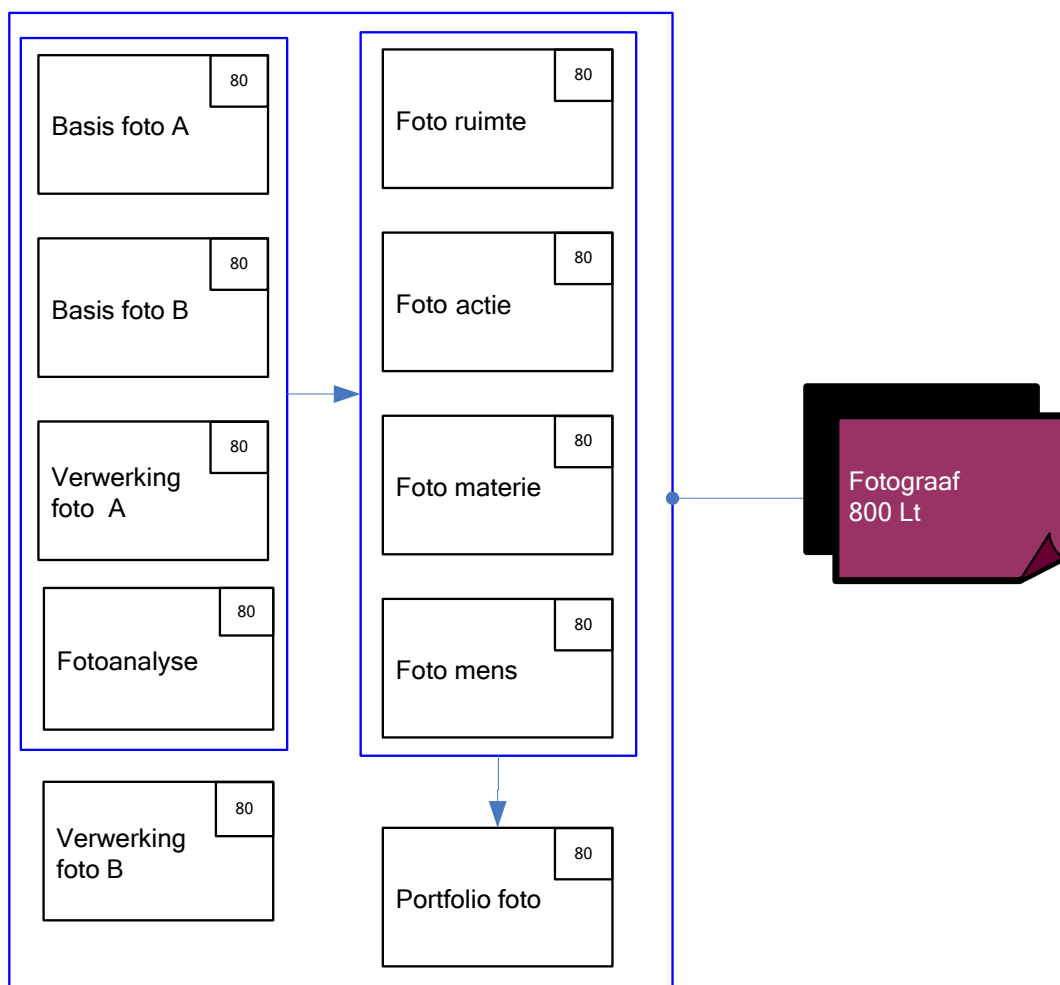 80
Basis foto A
80
Basis foto B
80
Verwerking
foto A
80
Fotoanalyse
80
Verwerking
foto B
80
Foto ruimte
80
Foto actie
80
Foto materie
80
Foto mens
80
Portfolio foto
Fotograaf
800 Lt